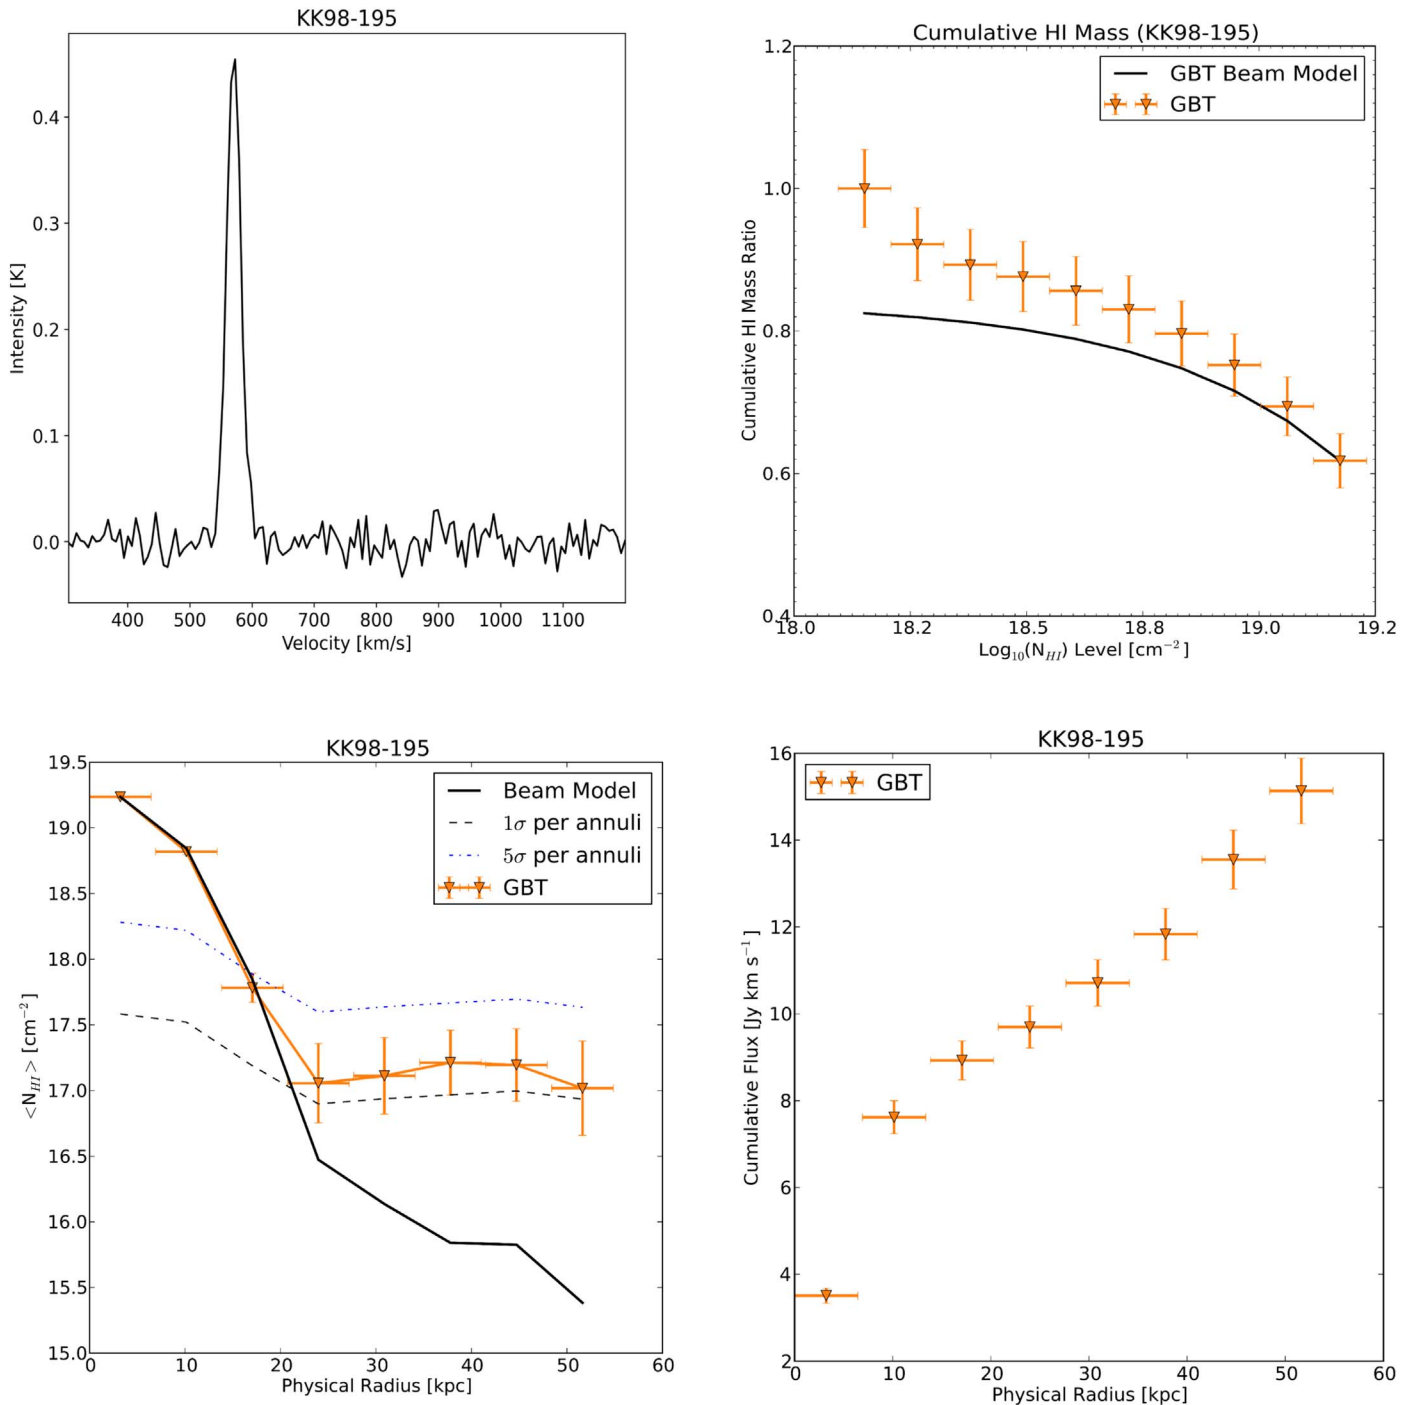 KK98-195
0.4
0.3
0.2
0.1
0.0
Intensity [K]
400 500 600 700 800 900 1000 1100
Velocity [km/s]
Cumulative HI Mass (KK98-195)
GBT Beam Model
GBT
1.2
1.0
0.8
0.6
0.4
Cumulative HI Mass Ratio
18.0 18.2 18.5 18.8 19.0 19.2
Log₁₀(N_HI) Level [cm⁻²]
KK98-195
Beam Model
1σ per annuli
5σ per annuli
GBT
19.5
19.0
18.5
18.0
17.5
17.0
16.5
16.0
15.5
15.0
<N_HI> [cm⁻²]
0 10 20 30 40 50 60
Physical Radius [kpc]
KK98-195
GBT
16
14
12
10
8
6
4
2
Cumulative Flux [Jy km s⁻¹]
0 10 20 30 40 50 60
Physical Radius [kpc]